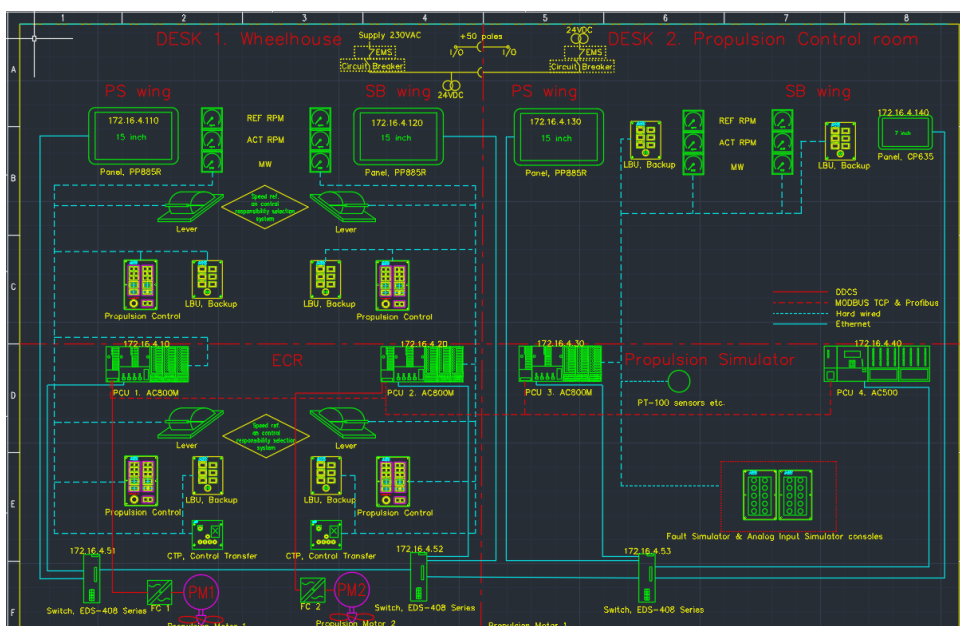 1 2 3 4 5 6 7 8
DESK 1. Wheelhouse
Supply 230VAC
+50 poles
24VDC
DESK 2. Propulsion Control room
EMS
I/O
I/O
EMS
A
Circuit Breaker
Circuit Breaker
24VDC
PS wing
SB wing
PS wing
SB wing
172.16.4.110
172.16.4.120
172.16.4.130
172.16.4.140
REF RPM
REF RPM
15 inch
15 inch
15 inch
7 inch
ACT RPM
ACT RPM
LBU, Backup
LBU, Backup
Panel, CP635
MW
MW
Panel, PP885R
Panel, PP885R
Panel, PP885R
B
Speed ref.
on control
responsibility selection
system
Lever
Lever
C
LBU, Backup
LBU, Backup
Propulsion Control
Propulsion Control
DDCS
MODBUS TCP & Profibus
Hard wired
Ethernet
172.16.4.10
172.16.4.20
172.16.4.30
172.16.4.40
ECR
Propulsion Simulator
D
PCU 1. AC800M
PCU 2. AC800M
PCU 3. AC800M
PCU 4. AC500
PT-100 sensors etc.
Speed ref.
on control
responsibility selection
system
Lever
Lever
E
LBU, Backup
LBU, Backup
Propulsion Control
Propulsion Control
Fault Simulator & Analog Input Simulator consoles
CTP, Control Transfer
CTP, Control Transfer
172.16.4.51
172.16.4.52
172.16.4.53
PM1
PM2
F
Switch, EDS-408 Series
FC 1
FC 2
Switch, EDS-408 Series
Switch, EDS-408 Series
Propulsion Motor 1
Propulsion Motor 2
Propulsion Motor 1